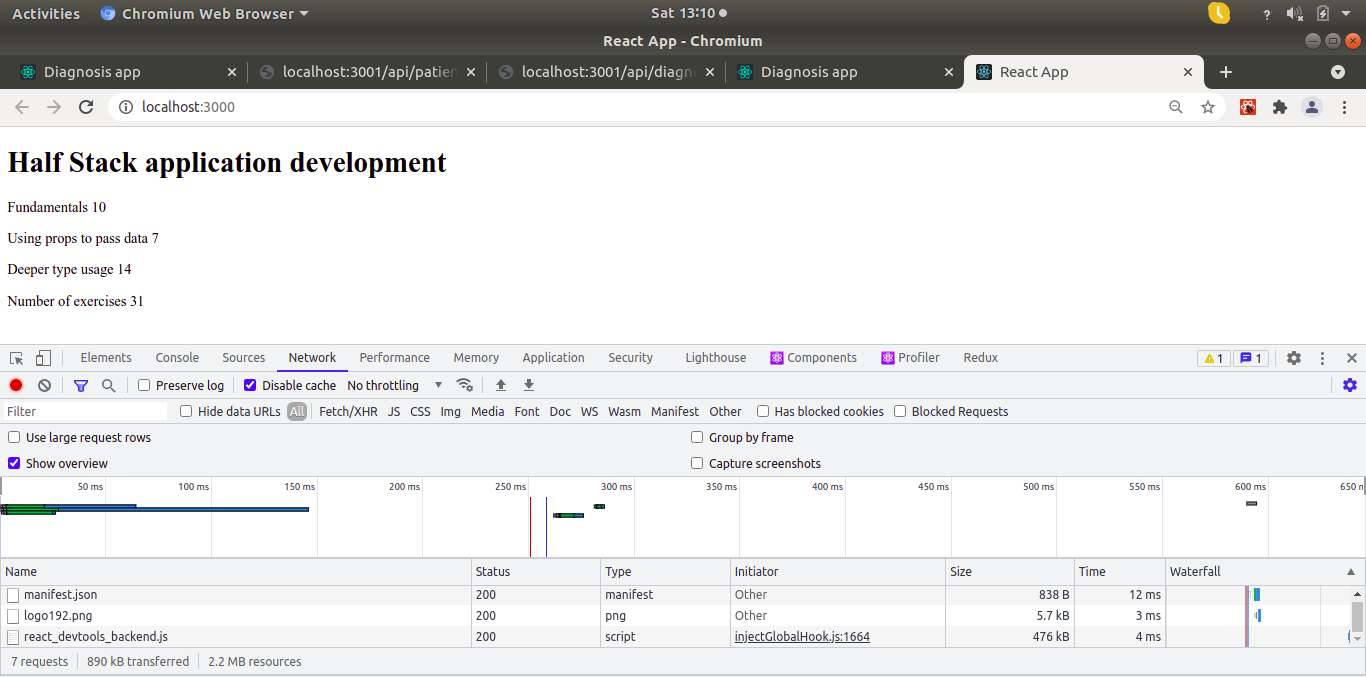 Activities Chromium Web Browser Sat 13:10 ?
React App - Chromium
Diagnosis app localhost:3001/api/patien localhost:3001/api/diagn Diagnosis app React App
localhost:3000
Half Stack application development
Fundamentals 10
Using props to pass data 7
Deeper type usage 14
Number of exercises 31
Elements Console Sources Network Performance Memory Application Security Lighthouse Components Profiler Redux 1 1
Preserve log Disable cache No throttling
Filter Hide data URLs All Fetch/XHR JS CSS Img Media Font Doc WS Wasm Manifest Other Has blocked cookies Blocked Requests
Use large request rows Group by frame
Show overview Capture screenshots
50 ms 100 ms 150 ms 200 ms 250 ms 300 ms 350 ms 400 ms 450 ms 500 ms 550 ms 600 ms 650 m
Name Status Type Initiator Size Time Waterfall
manifest.json 200 manifest Other 838 B 12 ms
logo192.png 200 png Other 5.7 kB 3 ms
react_devtools_backend.js 200 script injectGlobalHook.js:1664 476 kB 4 ms
7 requests 890 kB transferred 2.2 MB resources